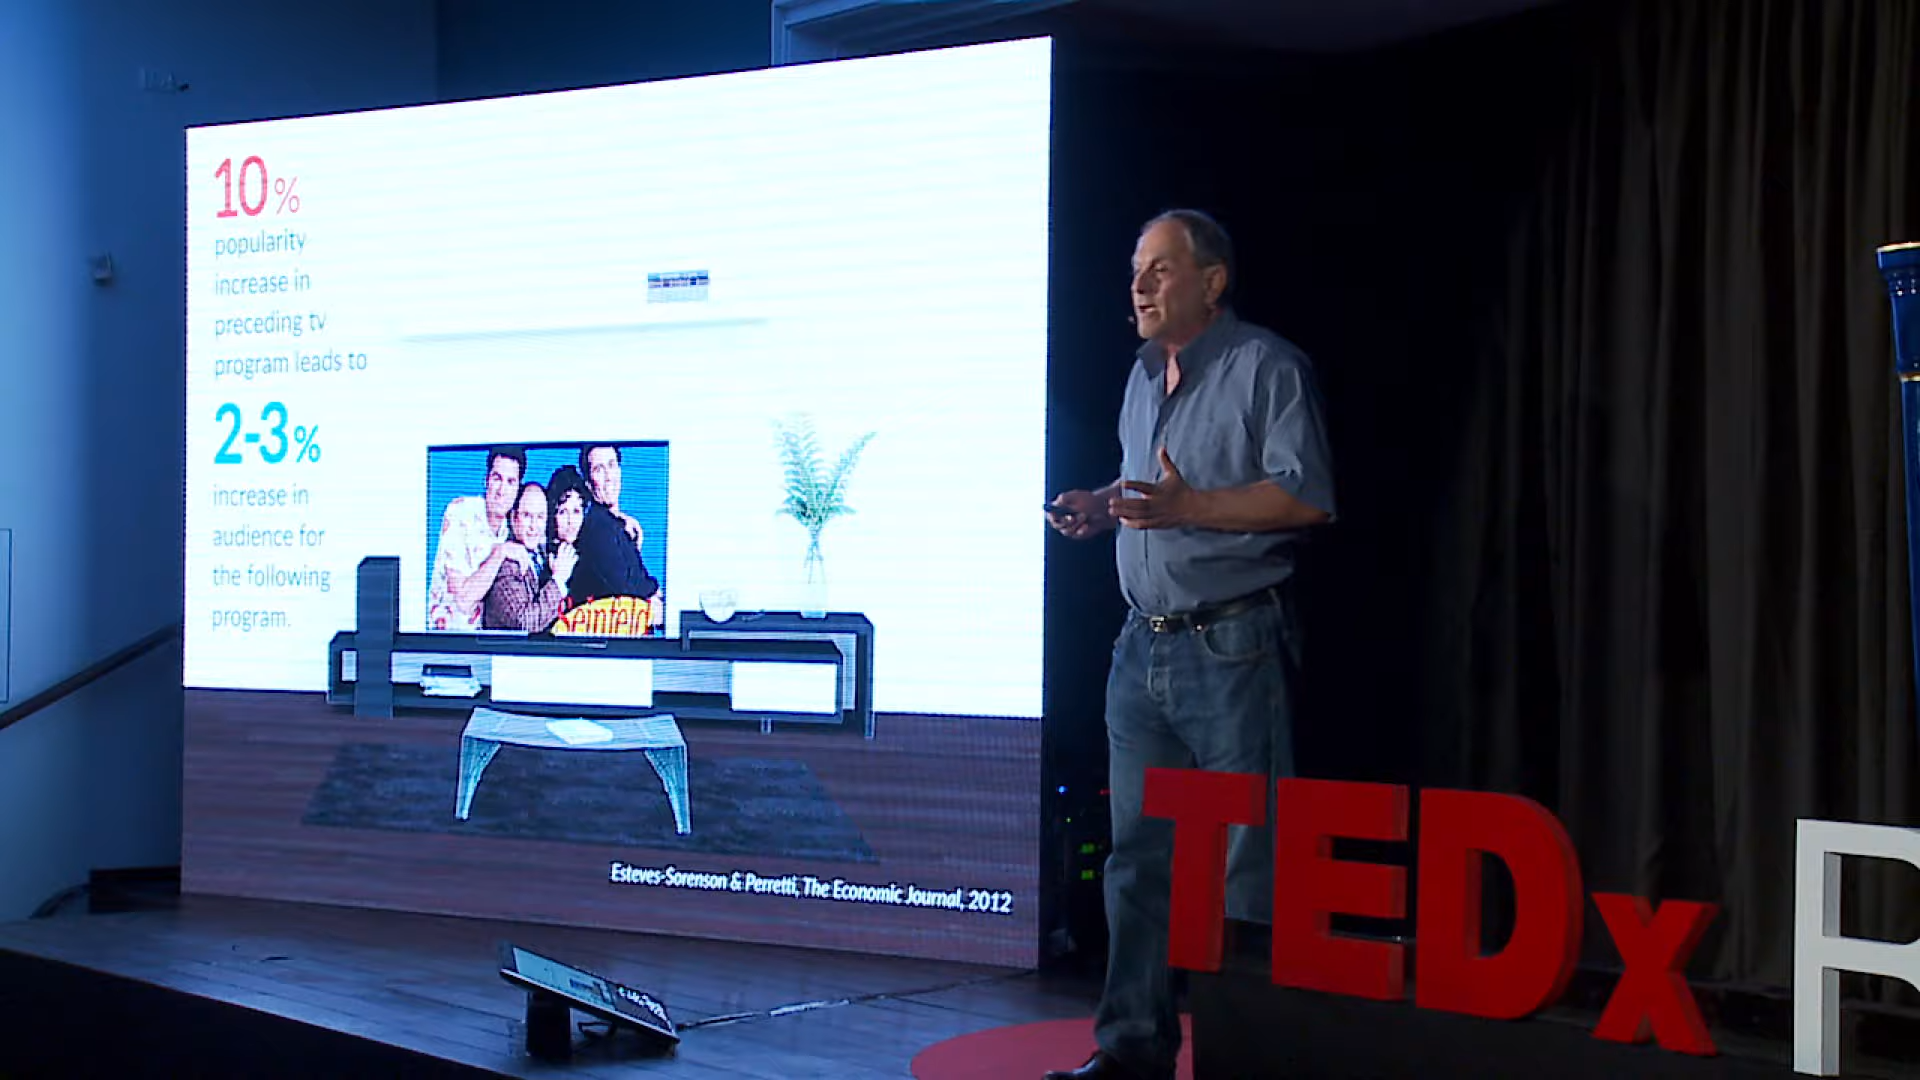 10%
popularity
increase in
preceding tv
program leads to
2-3%
increase in
audience for
the following
program.
Seinfeld
Esteves-Sorenson & Perretti, The Economic Journal, 2012
TEDx